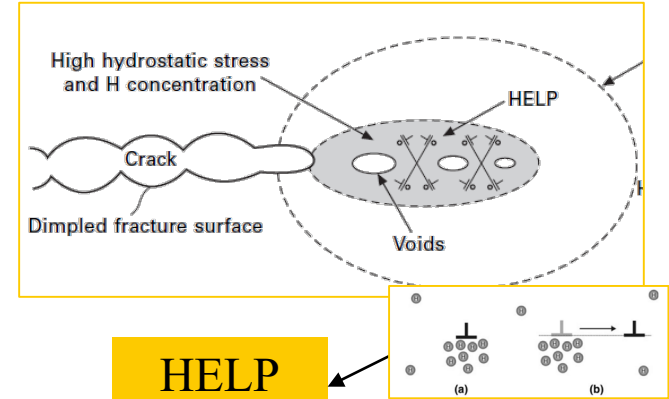 High hydrostatic stress
and H concentration
HELP
Crack
Dimpled fracture surface
Voids
HELP
(a)
(b)